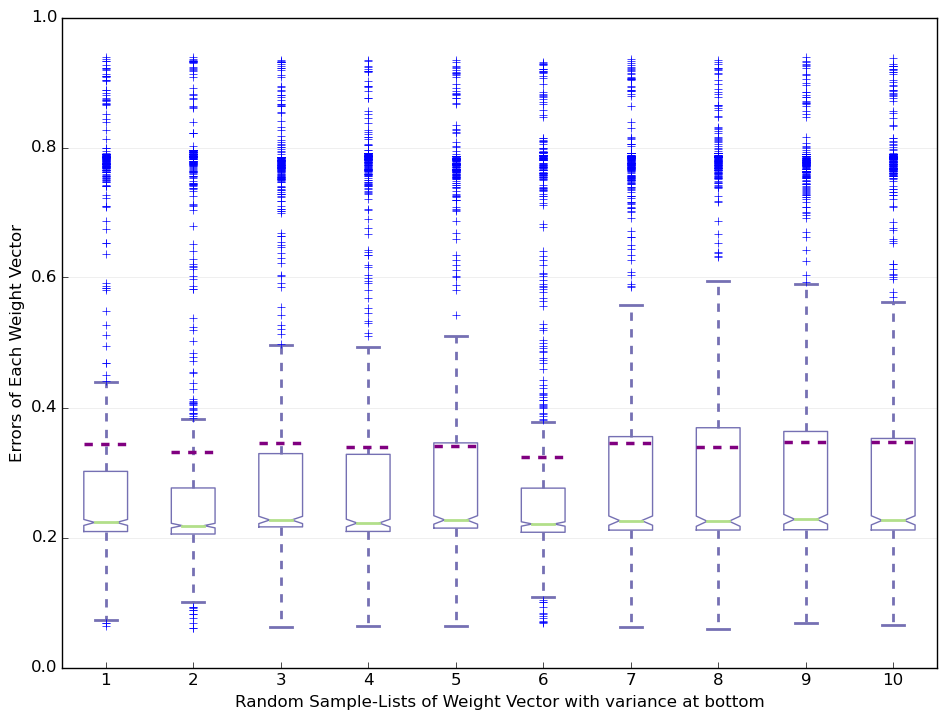 1.0
0.8
0.6
0.4
0.2
0.0
Errors of Each Weight Vector
1 2 3 4 5 6 7 8 9 10
Random Sample-Lists of Weight Vector with variance at bottom